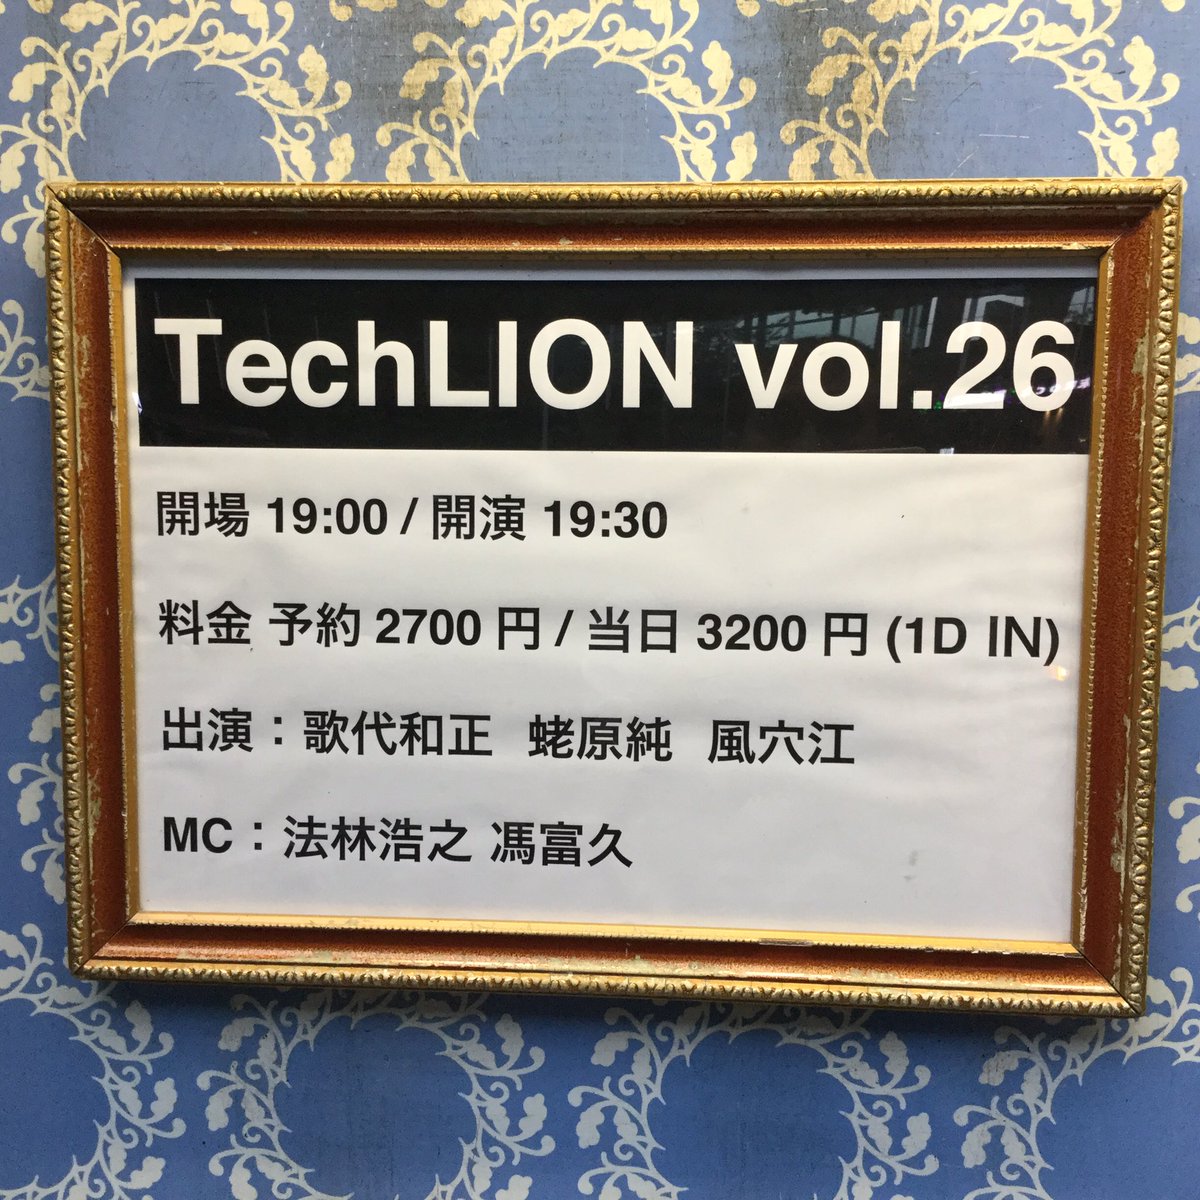 TechLION vol.26
開場 19:00 / 開演 19:30
料金 予約 2700 円 / 当日 3200 円 (1D IN)
出演：歌代和正 蛯原純 風穴江
MC：法林浩之 馮富久